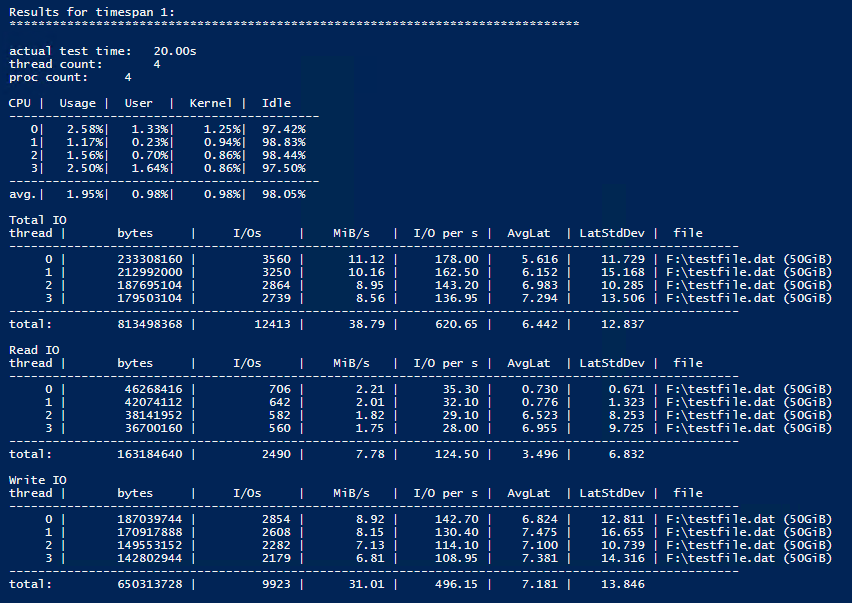 Results for timespan 1:
*******************************************************************************

actual test time:   20.00s
thread count:       4
proc count:     4

CPU |  Usage |  User  |  Kernel |  Idle
-------------------------------------------
   0|   2.58%|   1.33%|    1.25%|  97.42%
   1|   1.17%|   0.23%|    0.94%|  98.83%
   2|   1.56%|   0.70%|    0.86%|  98.44%
   3|   2.50%|   1.64%|    0.86%|  97.50%
-------------------------------------------
avg.|   1.95%|   0.98%|    0.98%|  98.05%

Total IO
thread |       bytes     |     I/Os     |    MiB/s   |  I/O per s |  AvgLat  | LatStdDev |  file
-----------------------------------------------------------------------------------------------------
     0 |       233308160 |         3560 |      11.12 |     178.00 |    5.616 |    11.729 | F:\testfile.dat (50GiB)
     1 |       212992000 |         3250 |      10.16 |     162.50 |    6.152 |    15.168 | F:\testfile.dat (50GiB)
     2 |       187695104 |         2864 |       8.95 |     143.20 |    6.983 |    10.285 | F:\testfile.dat (50GiB)
     3 |       179503104 |         2739 |       8.56 |     136.95 |    7.294 |    13.506 | F:\testfile.dat (50GiB)
-----------------------------------------------------------------------------------------------------
total:         813498368 |        12413 |      38.79 |     620.65 |    6.442 |    12.837

Read IO
thread |       bytes     |     I/Os     |    MiB/s   |  I/O per s |  AvgLat  | LatStdDev |  file
-----------------------------------------------------------------------------------------------------
     0 |        46268416 |          706 |       2.21 |      35.30 |    0.730 |     0.671 | F:\testfile.dat (50GiB)
     1 |        42074112 |          642 |       2.01 |      32.10 |    0.776 |     1.323 | F:\testfile.dat (50GiB)
     2 |        38141952 |          582 |       1.82 |      29.10 |    6.523 |     8.253 | F:\testfile.dat (50GiB)
     3 |        36700160 |          560 |       1.75 |      28.00 |    6.955 |     9.725 | F:\testfile.dat (50GiB)
-----------------------------------------------------------------------------------------------------
total:         163184640 |         2490 |       7.78 |     124.50 |    3.496 |     6.832

Write IO
thread |       bytes     |     I/Os     |    MiB/s   |  I/O per s |  AvgLat  | LatStdDev |  file
-----------------------------------------------------------------------------------------------------
     0 |       187039744 |         2854 |       8.92 |     142.70 |    6.824 |    12.811 | F:\testfile.dat (50GiB)
     1 |       170917888 |         2608 |       8.15 |     130.40 |    7.475 |    16.655 | F:\testfile.dat (50GiB)
     2 |       149553152 |         2282 |       7.13 |     114.10 |    7.100 |    10.739 | F:\testfile.dat (50GiB)
     3 |       142802944 |         2179 |       6.81 |     108.95 |    7.381 |    14.316 | F:\testfile.dat (50GiB)
-----------------------------------------------------------------------------------------------------
total:         650313728 |         9923 |      31.01 |     496.15 |    7.181 |    13.846